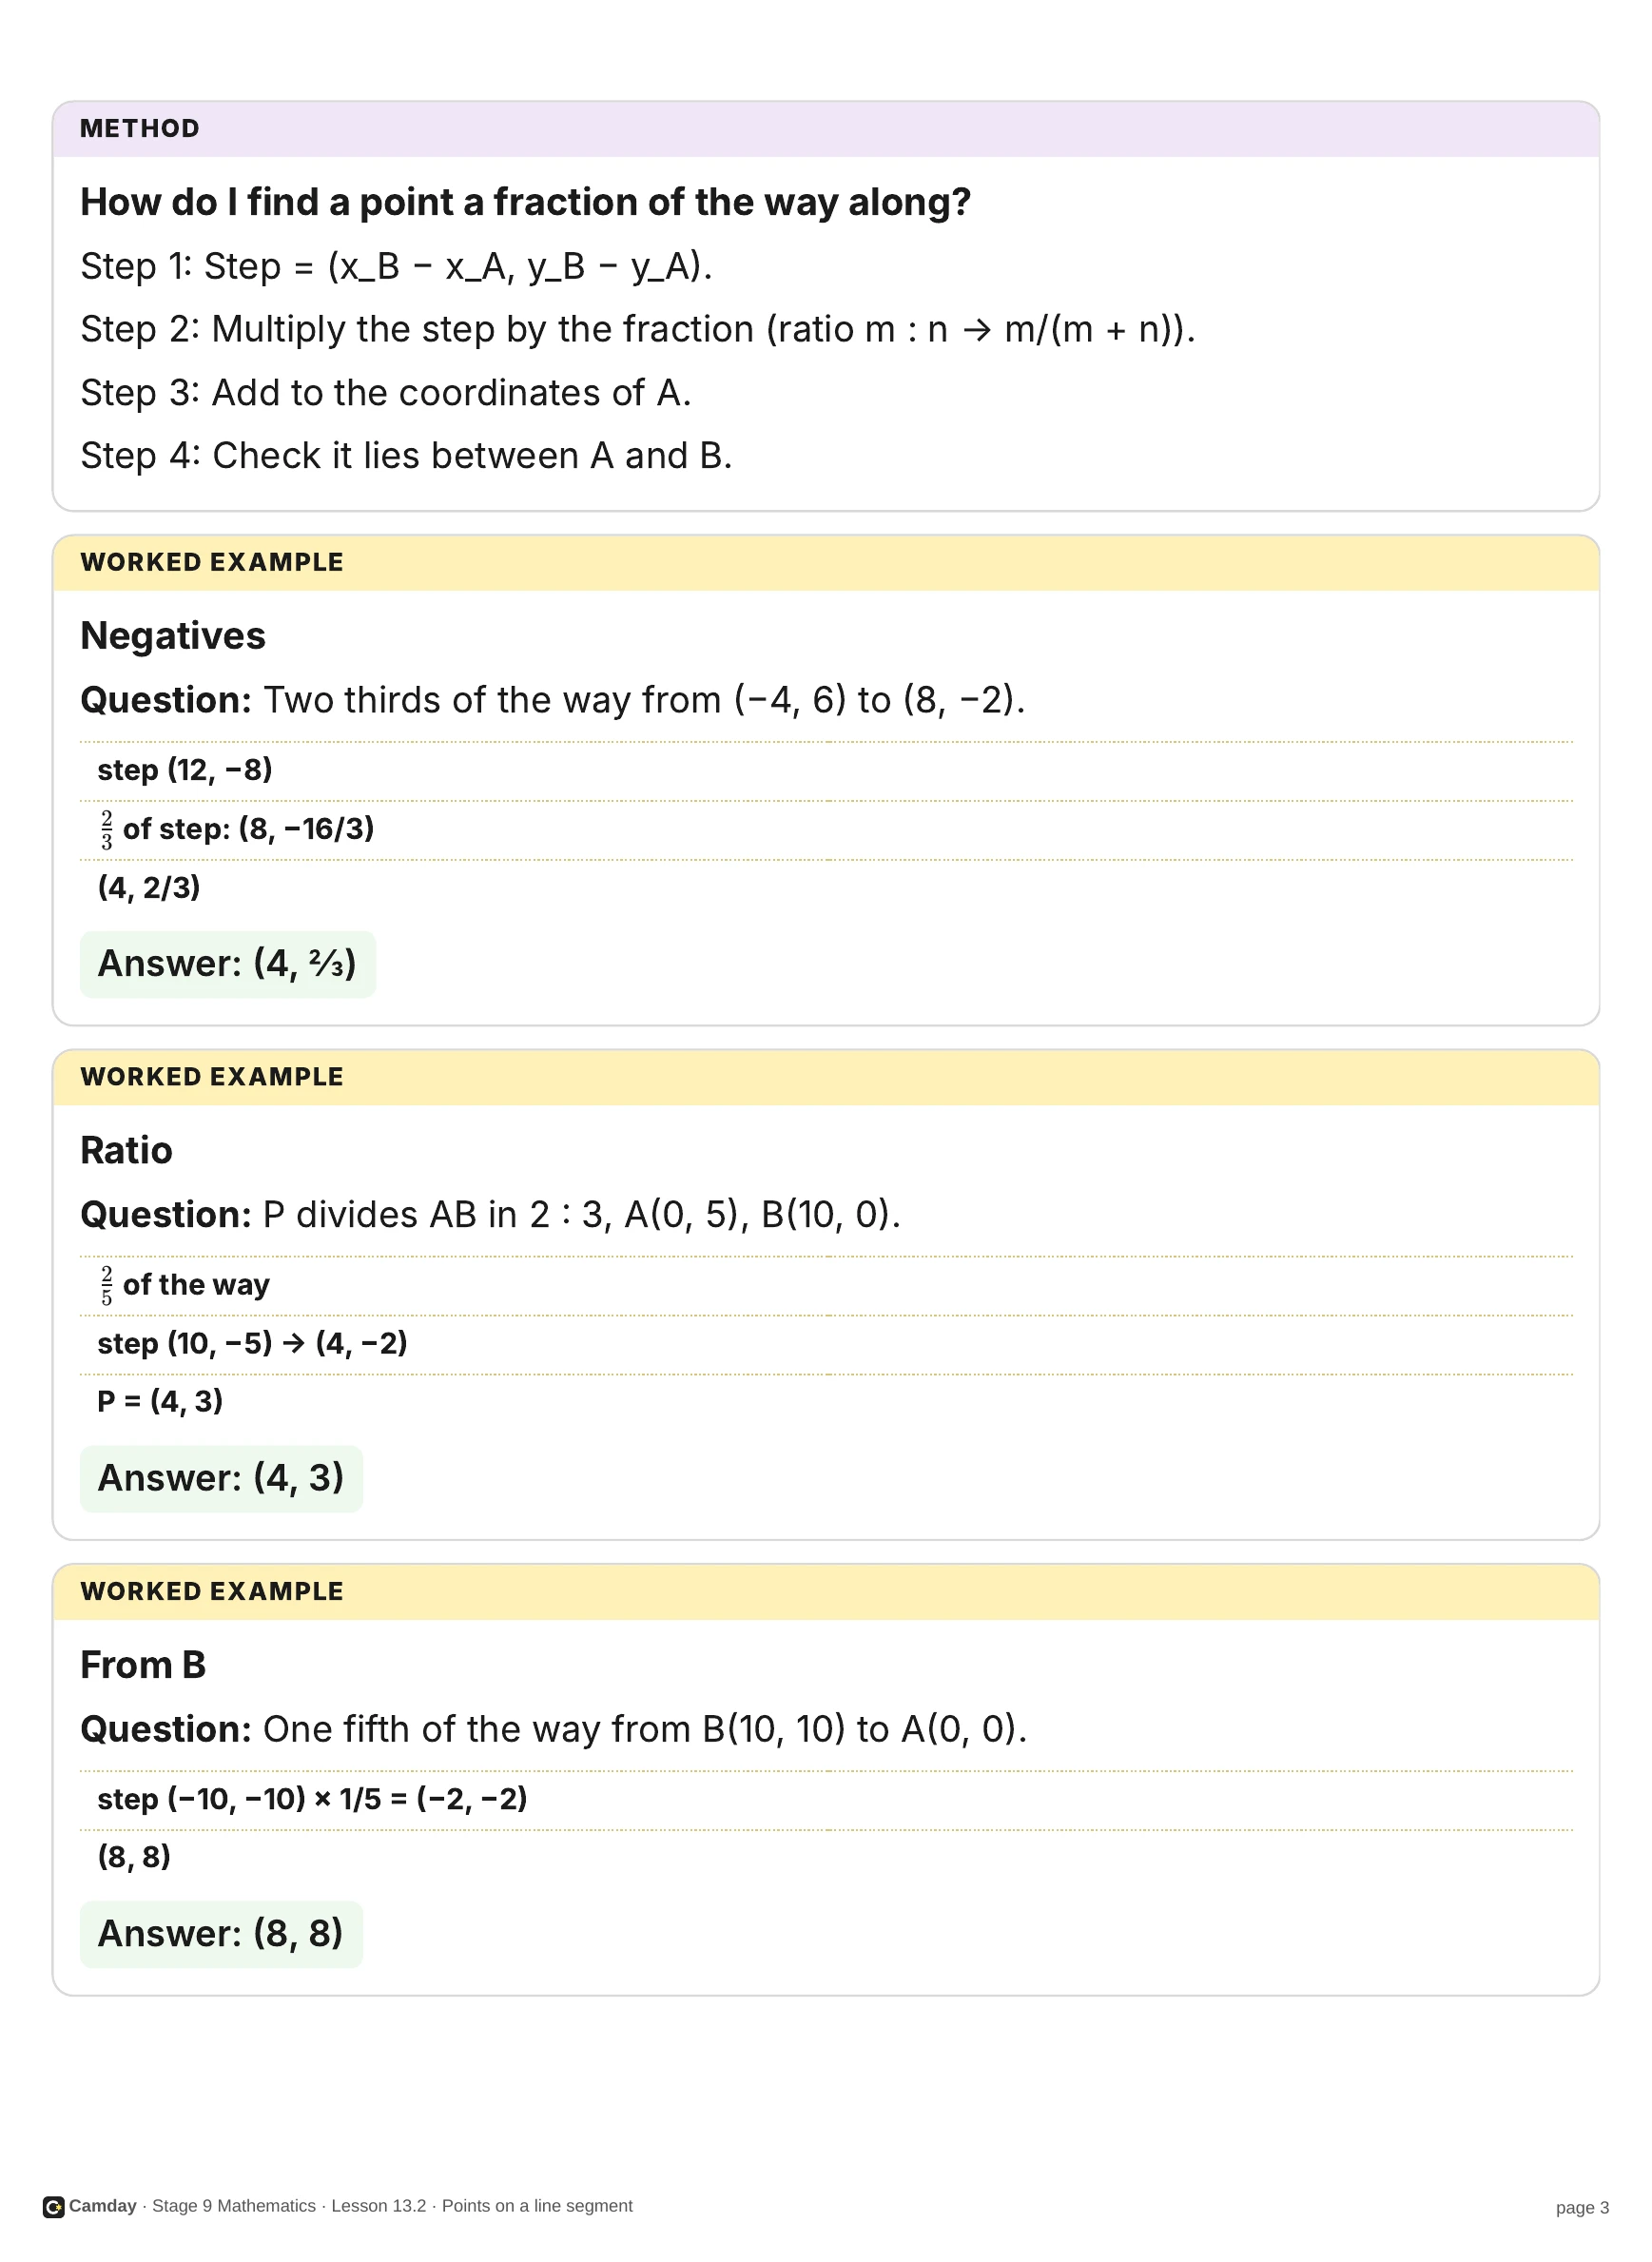 METHOD
How do I find a point a fraction of the way along?
Step 1: Step = (x_B − x_A, y_B − y_A).
Step 2: Multiply the step by the fraction (ratio m : n → m/(m + n)).
Step 3: Add to the coordinates of A.
Step 4: Check it lies between A and B.
WORKED EXAMPLE
Negatives
Question: Two thirds of the way from (−4, 6) to (8, −2).
step (12, −8)
2/3 of step: (8, −16/3)
(4, 2/3)
Answer: (4, ⅔)
WORKED EXAMPLE
Ratio
Question: P divides AB in 2 : 3, A(0, 5), B(10, 0).
2/5 of the way
step (10, −5) → (4, −2)
P = (4, 3)
Answer: (4, 3)
WORKED EXAMPLE
From B
Question: One fifth of the way from B(10, 10) to A(0, 0).
step (−10, −10) × 1/5 = (−2, −2)
(8, 8)
Answer: (8, 8)
Camday · Stage 9 Mathematics · Lesson 13.2 · Points on a line segment
page 3